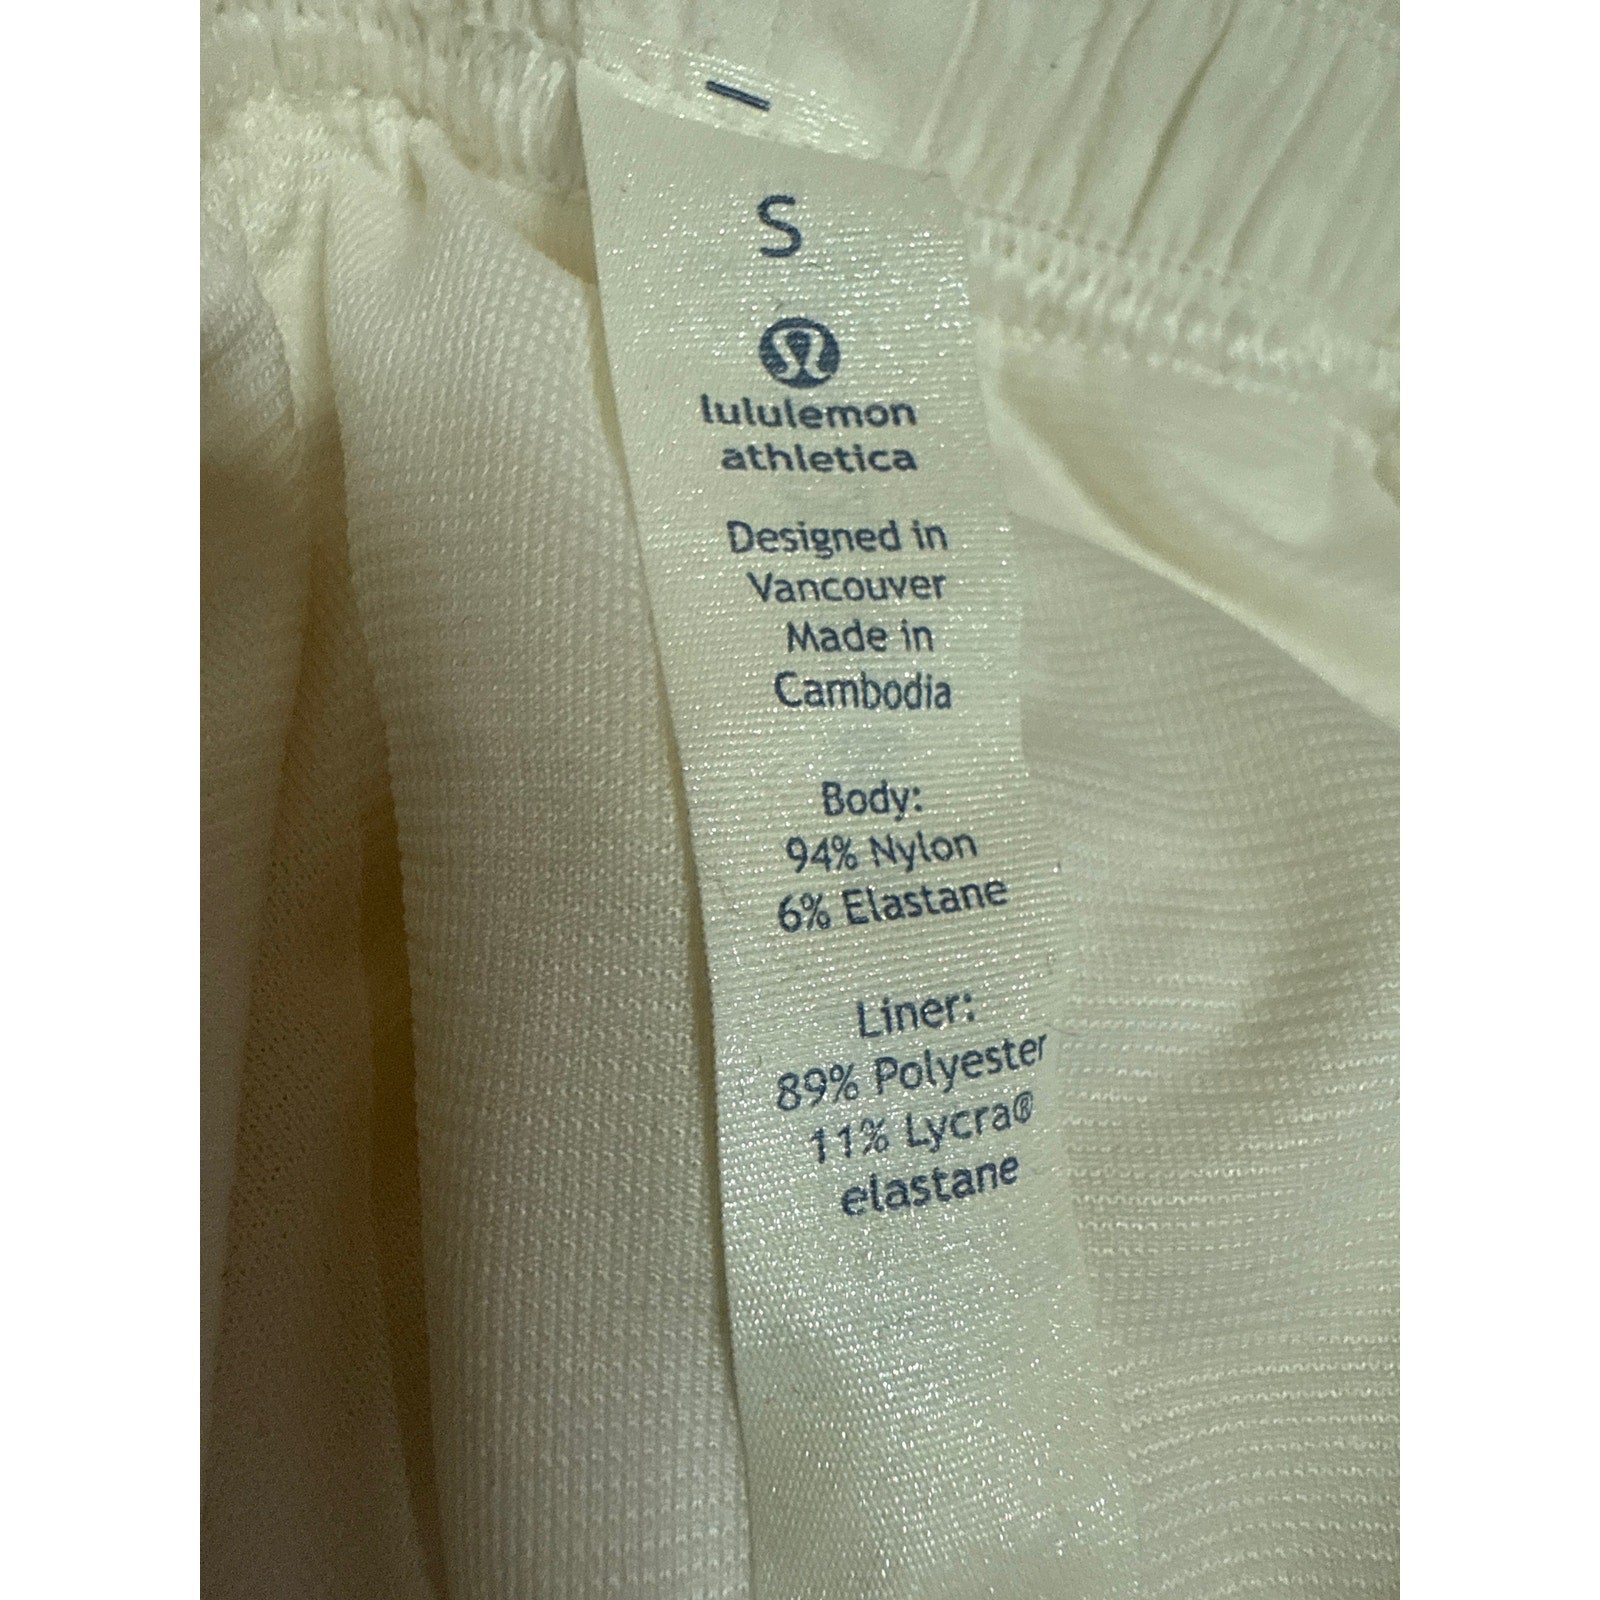 S
lululemon
athletica
Designed in
Vancouver
Made in
Cambodia
Body:
94% Nylon
6% Elastane
Liner:
89% Polyester
11% Lycra®
elastane